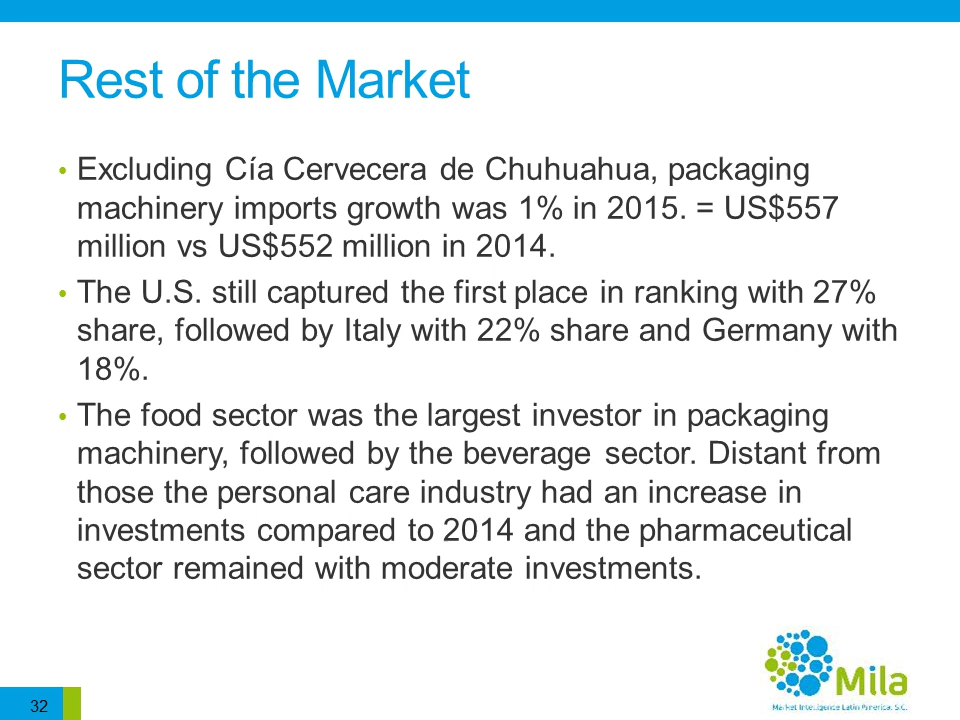 Rest of the Market
• Excluding Cía Cervecera de Chuhuahua, packaging
machinery imports growth was 1% in 2015. = US$557
million vs US$552 million in 2014.
• The U.S. still captured the first place in ranking with 27%
share, followed by Italy with 22% share and Germany with
18%.
• The food sector was the largest investor in packaging
machinery, followed by the beverage sector. Distant from
those the personal care industry had an increase in
investments compared to 2014 and the pharmaceutical
sector remained with moderate investments.
Mila
Market Intelligence Latin America, S.C.
32